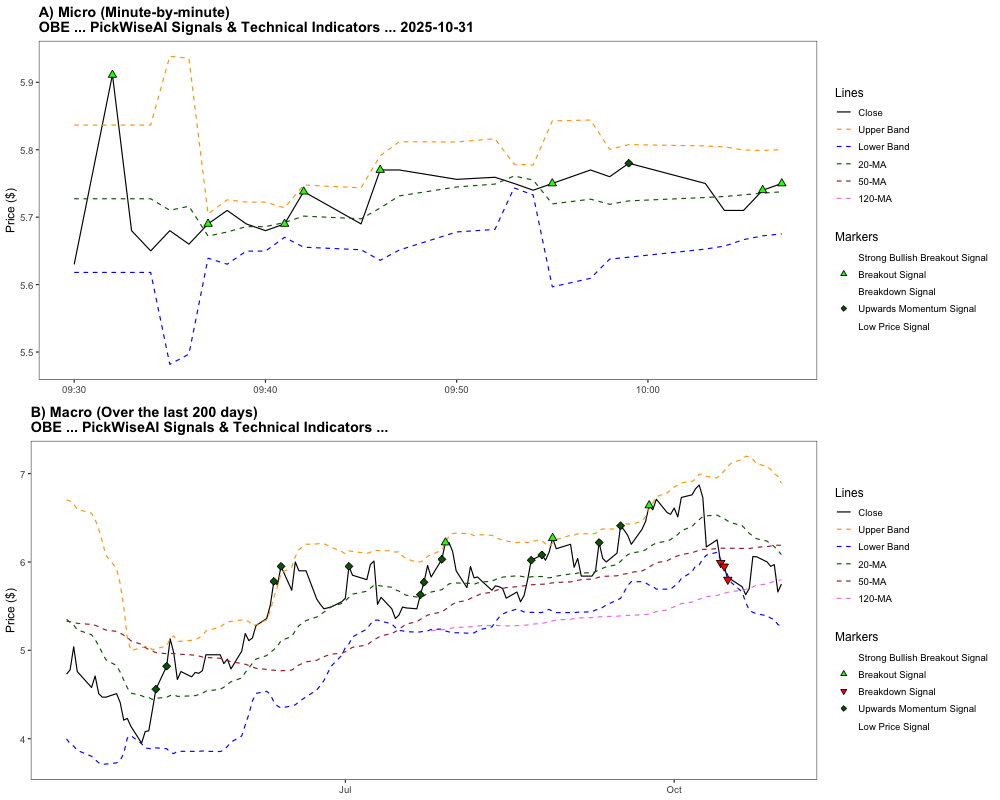 A) Micro (Minute-by-minute)
OBE ... PickWiseAI Signals & Technical Indicators ... 2025-10-31
Price ($)
5.9
5.8
5.7
5.6
5.5
09:30
09:40
09:50
10:00
Lines
Close
Upper Band
Lower Band
20-MA
50-MA
120-MA
Markers
Strong Bullish Breakout Signal
Breakout Signal
Breakdown Signal
Upwards Momentum Signal
Low Price Signal
B) Macro (Over the last 200 days)
OBE ... PickWiseAI Signals & Technical Indicators ...
Price ($)
7
6
5
4
Jul
Oct
Lines
Close
Upper Band
Lower Band
20-MA
50-MA
120-MA
Markers
Strong Bullish Breakout Signal
Breakout Signal
Breakdown Signal
Upwards Momentum Signal
Low Price Signal